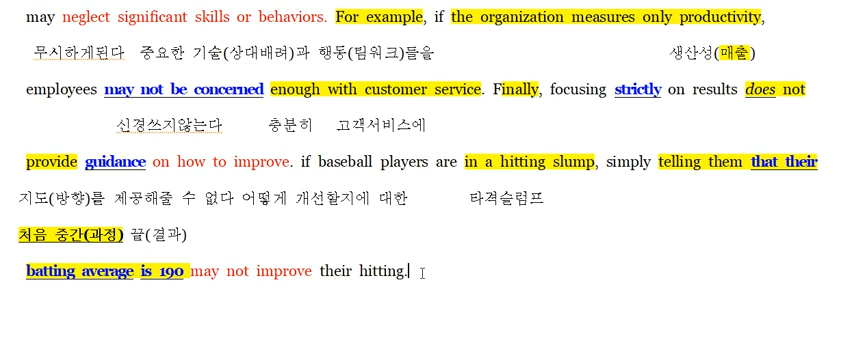 may neglect significant skills or behaviors. For example, if the organization measures only productivity,
무시하게된다 중요한 기술(상대배려)과 행동(팀워크)들을 생산성(매출)
employees may not be concerned enough with customer service. Finally, focusing strictly on results does not
신경쓰지않는다 충분히 고객서비스에
provide guidance on how to improve. if baseball players are in a hitting slump, simply telling them that their
지도(방향)를 제공해줄 수 없다 어떻게 개선할지에 대한 타격슬럼프
처음 중간(과정) 끝(결과)
batting average is 190 may not improve their hitting.